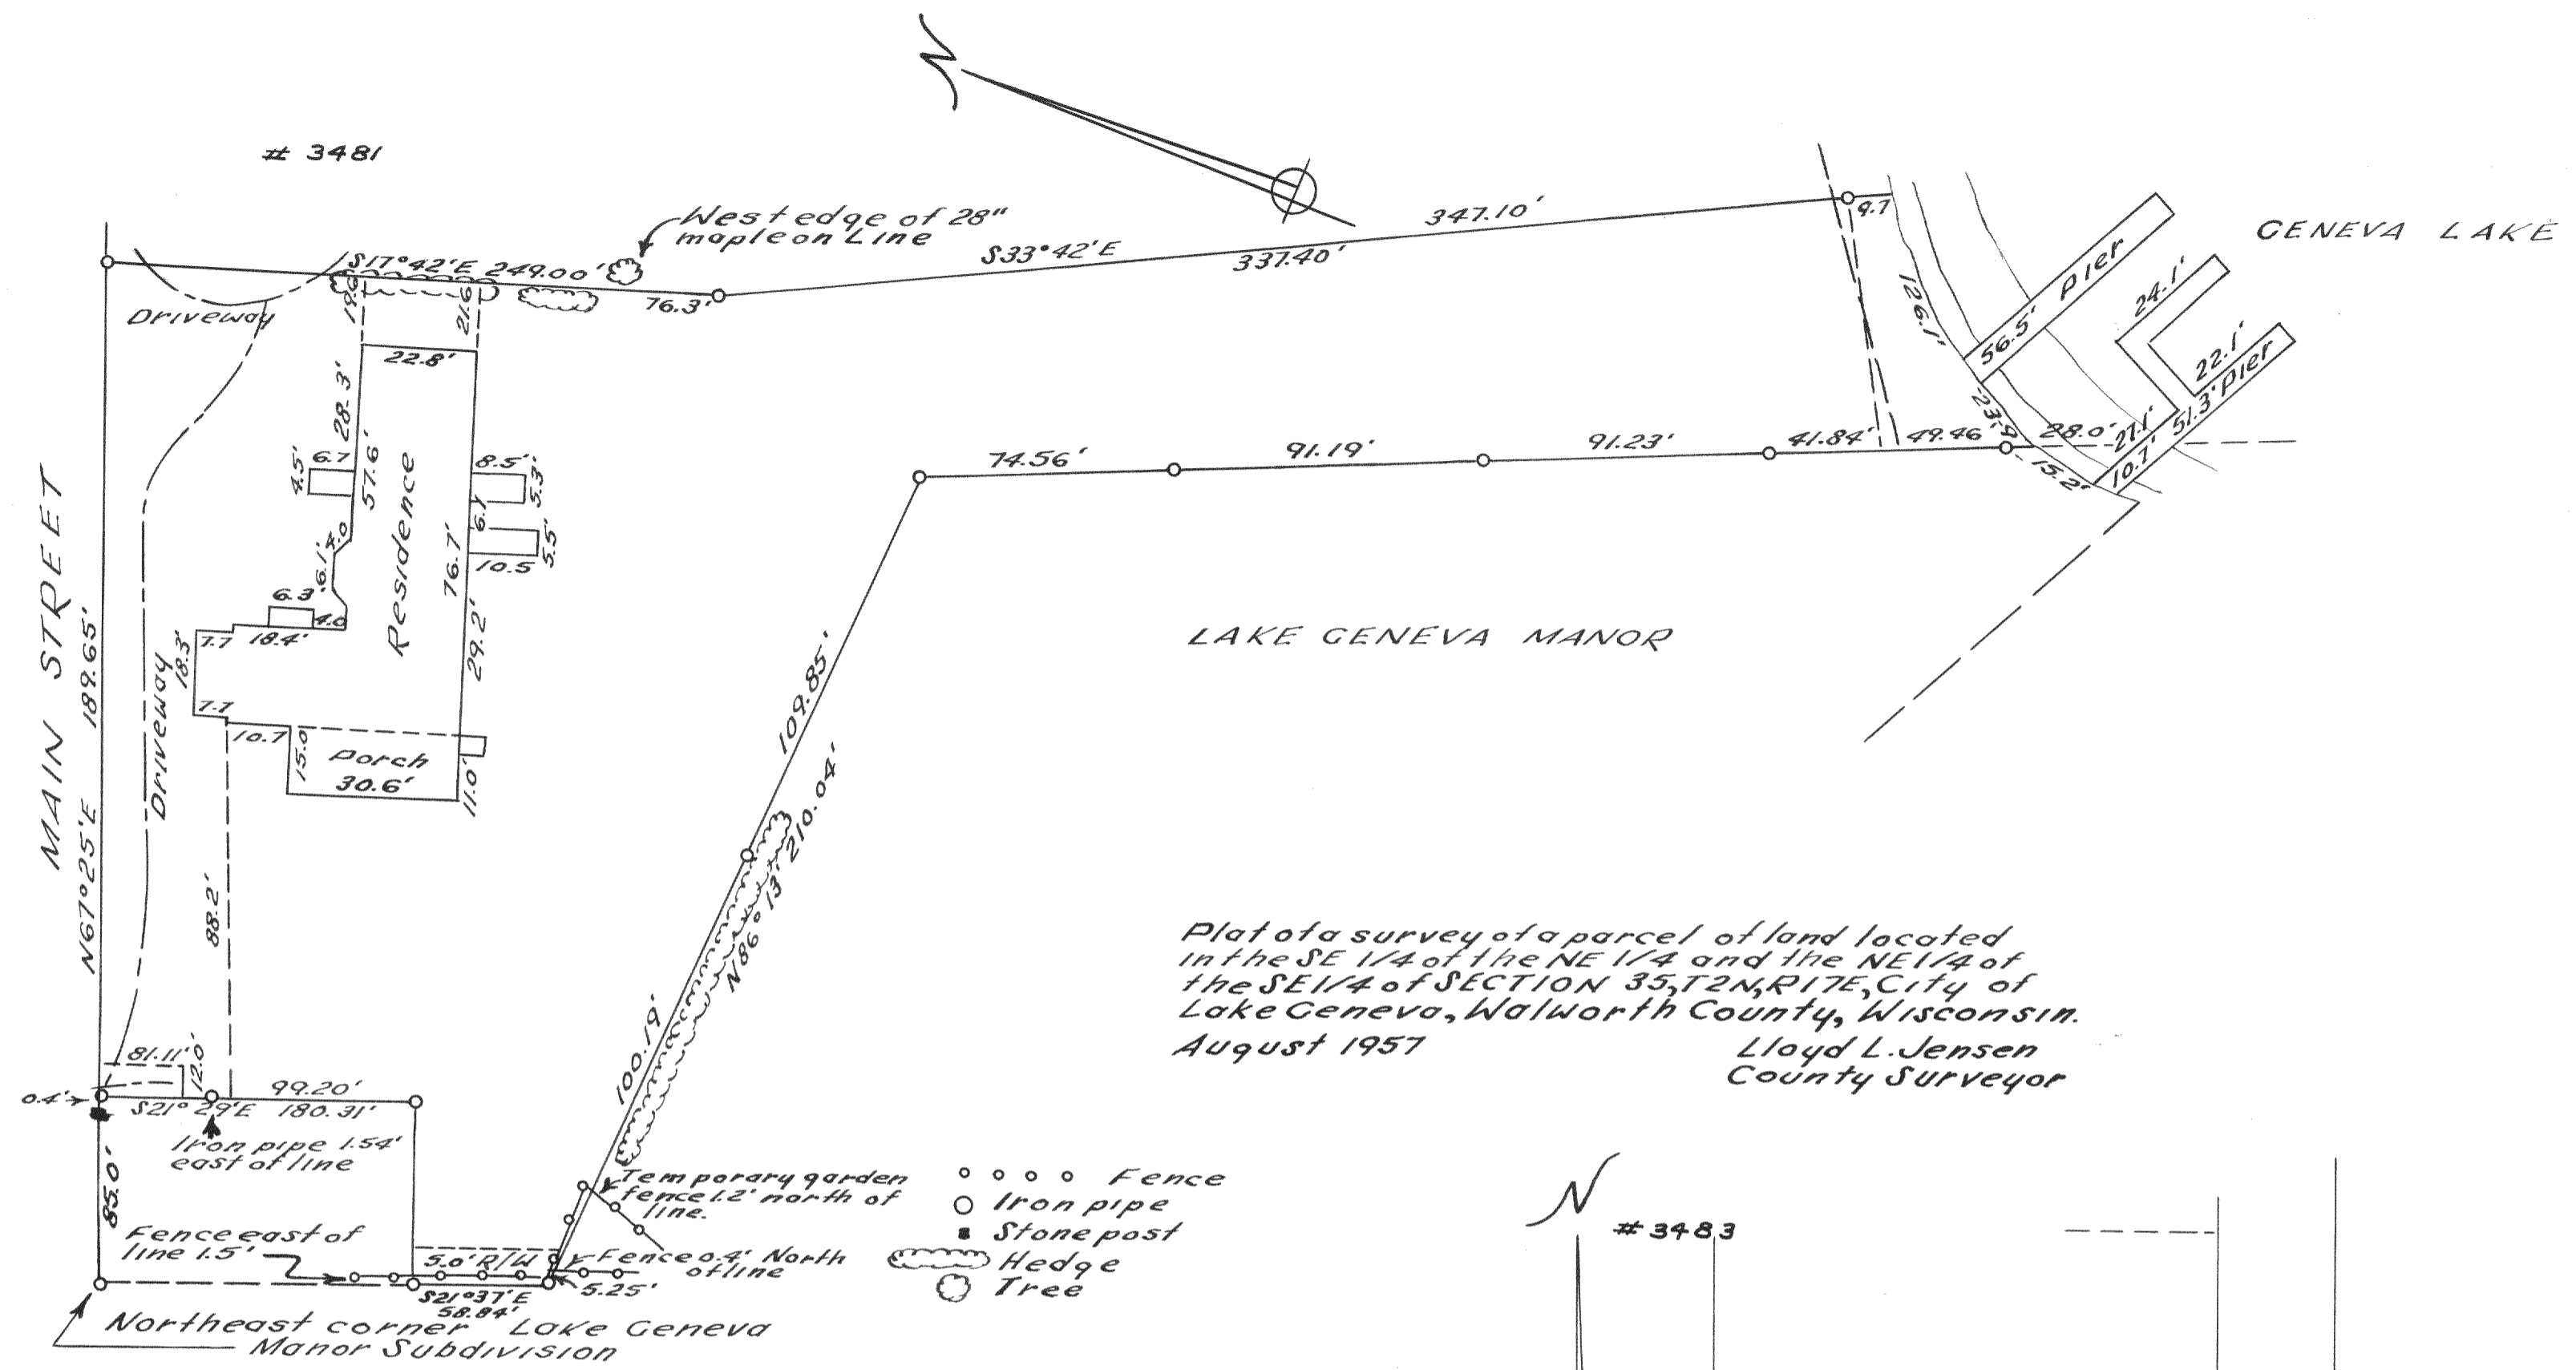 N
# 3481
West edge of 28"
maple on Line
S17°42'E 249.00'
76.3'
S33°42'E
347.10'
337.40'
9.7
GENEVA LAKE
Driveway
19.6
21.6
22.8'
28.3'
57.6'
6.7
4.5'
Residence
8.5'
5.3'
6.1
5.5'
10.5
76.7'
29.2'
4.0
6.1'
6.3'
4.0
7.7
18.4'
18.3'
7.7
10.7
15.0
Porch
30.6'
11.0'
MAIN STREET
N67°25'E 189.65'
Driveway
88.2'
126.1'
56.5' Pier
24.1'
22.1'
51.3' Pier
27.1'
10.7'
23.9
28.0'
15.2'
74.56'
91.19'
91.23'
41.84'
49.46'
LAKE GENEVA MANOR
109.85'
N86°13' 210.04'
100.19'
81.11'
12.0'
99.20'
0.4'
S21°29'E 180.31'
Iron pipe 1.54'
east of line
85.0'
Fence east of
line 1.5'
5.0' R/W
S21°37'E
58.84'
5.25'
Temporary garden
fence 1.2' north of
line.
Fence 0.4' North
of line
Northeast corner Lake Geneva
Manor Subdivision
Fence
Iron pipe
Stone post
Hedge
Tree
Plat of a survey of a parcel of land located
in the SE 1/4 of the NE 1/4 and the NE 1/4 of
the SE 1/4 of SECTION 35, T2N, R17E, City of
Lake Geneva, Walworth County, Wisconsin.
August 1957
Lloyd L. Jensen
County Surveyor
N
# 3483